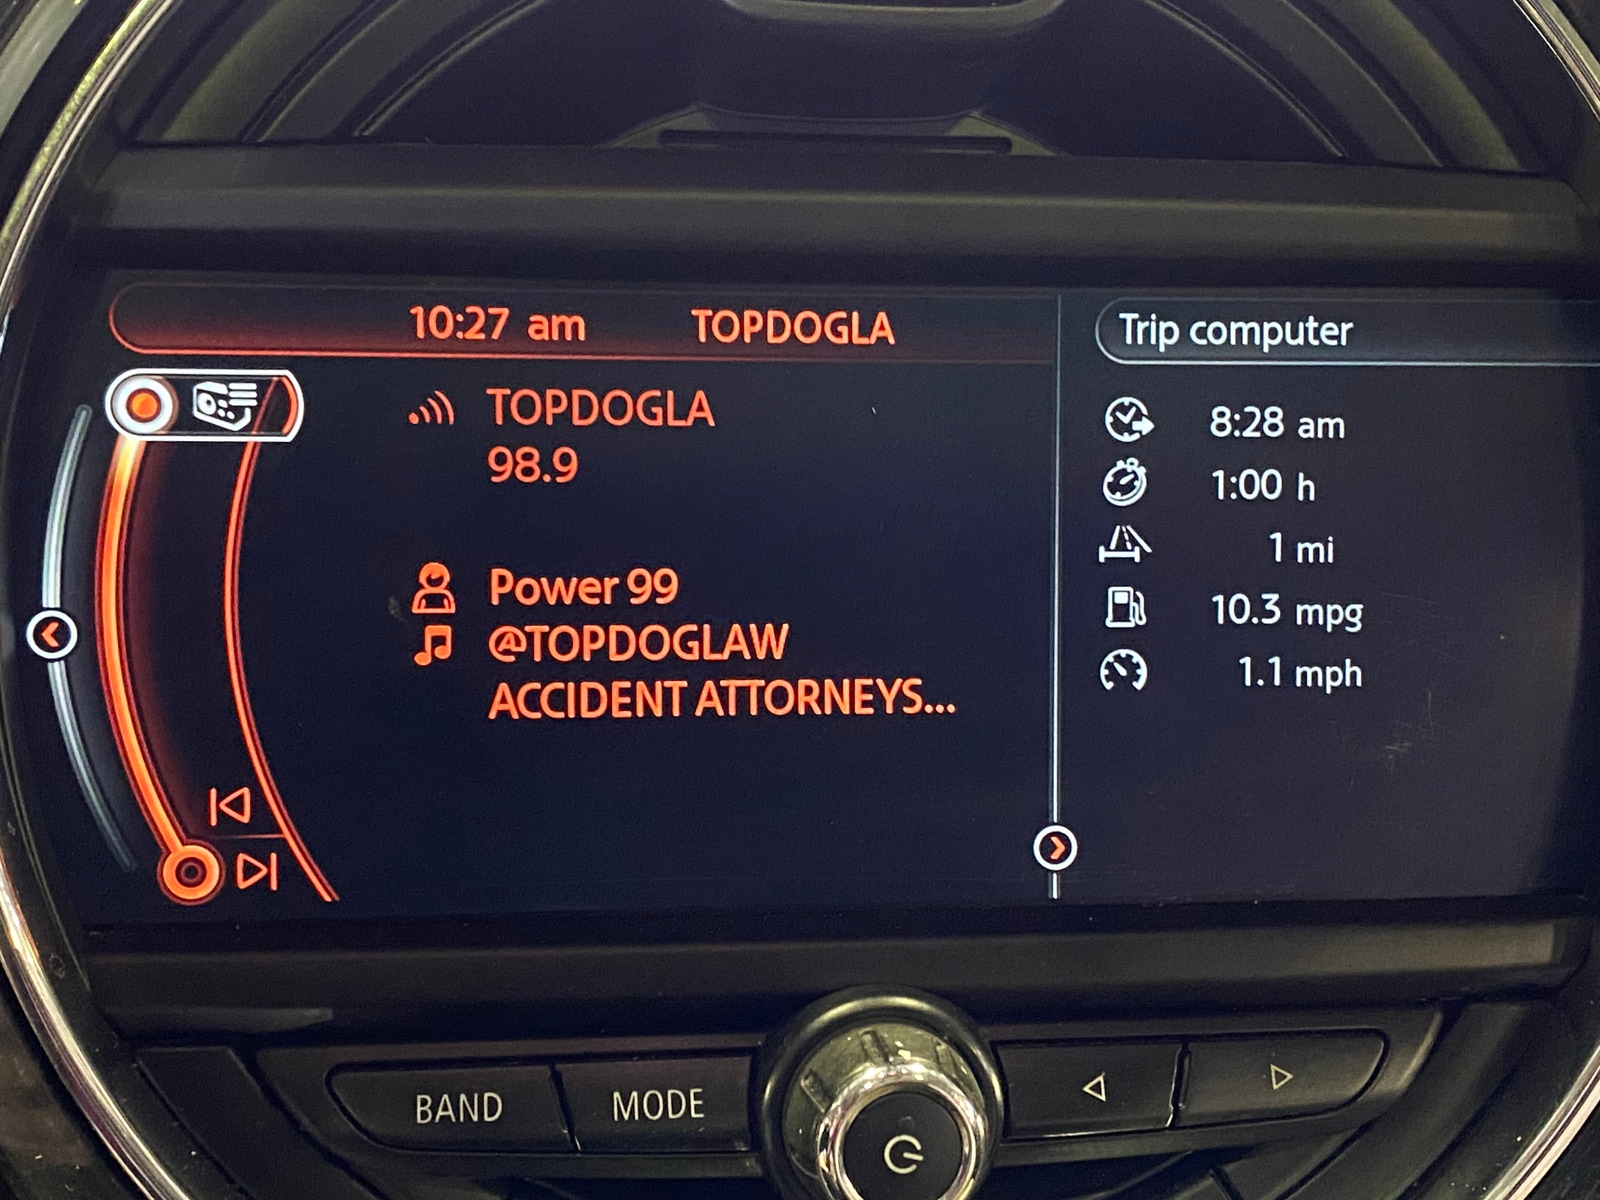 10:27 am TOPDOGLA
TOPDOGLA
98.9
Power 99
@TOPDOGLAW
ACCIDENT ATTORNEYS...
Trip computer
8:28 am
1:00 h
1 mi
10.3 mpg
1.1 mph
BAND MODE